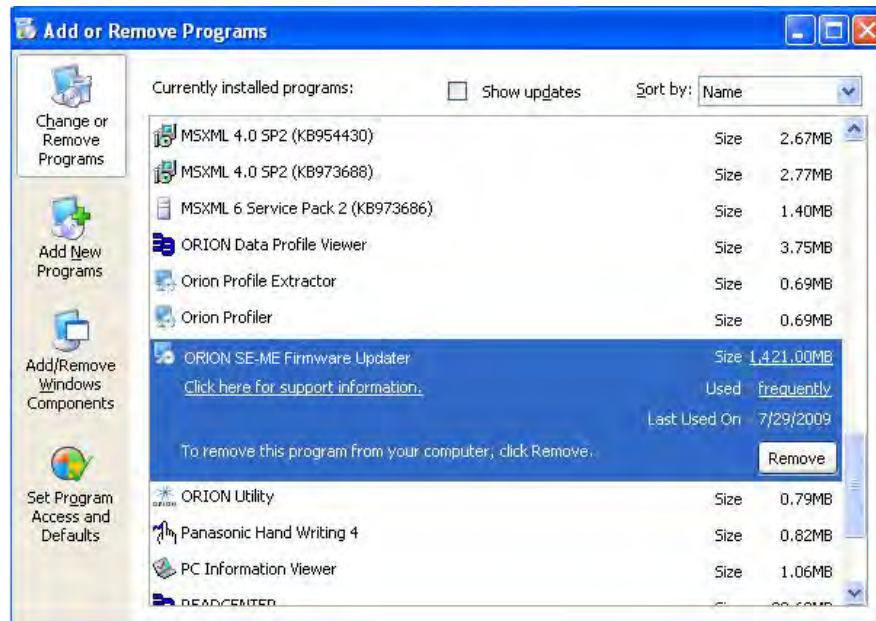 Add or Remove Programs
Change or
Remove
Programs
Add New
Programs
Add/Remove
Windows
Components
Set Program
Access and
Defaults
Currently installed programs:
Show updates
Sort by: Name
MSXML 4.0 SP2 (KB954430) Size 2.67MB
MSXML 4.0 SP2 (KB973688) Size 2.77MB
MSXML 6 Service Pack 2 (KB973686) Size 1.40MB
ORION Data Profile Viewer Size 3.75MB
Orion Profile Extractor Size 0.69MB
Orion Profiler Size 0.69MB
ORION SE-ME Firmware Updater Size 1,421.00MB
Click here for support information. Used frequently
Last Used On 7/29/2009
To remove this program from your computer, click Remove. Remove
ORION Utility Size 0.79MB
Panasonic Hand Writing 4 Size 0.82MB
PC Information Viewer Size 1.06MB
READCENTER